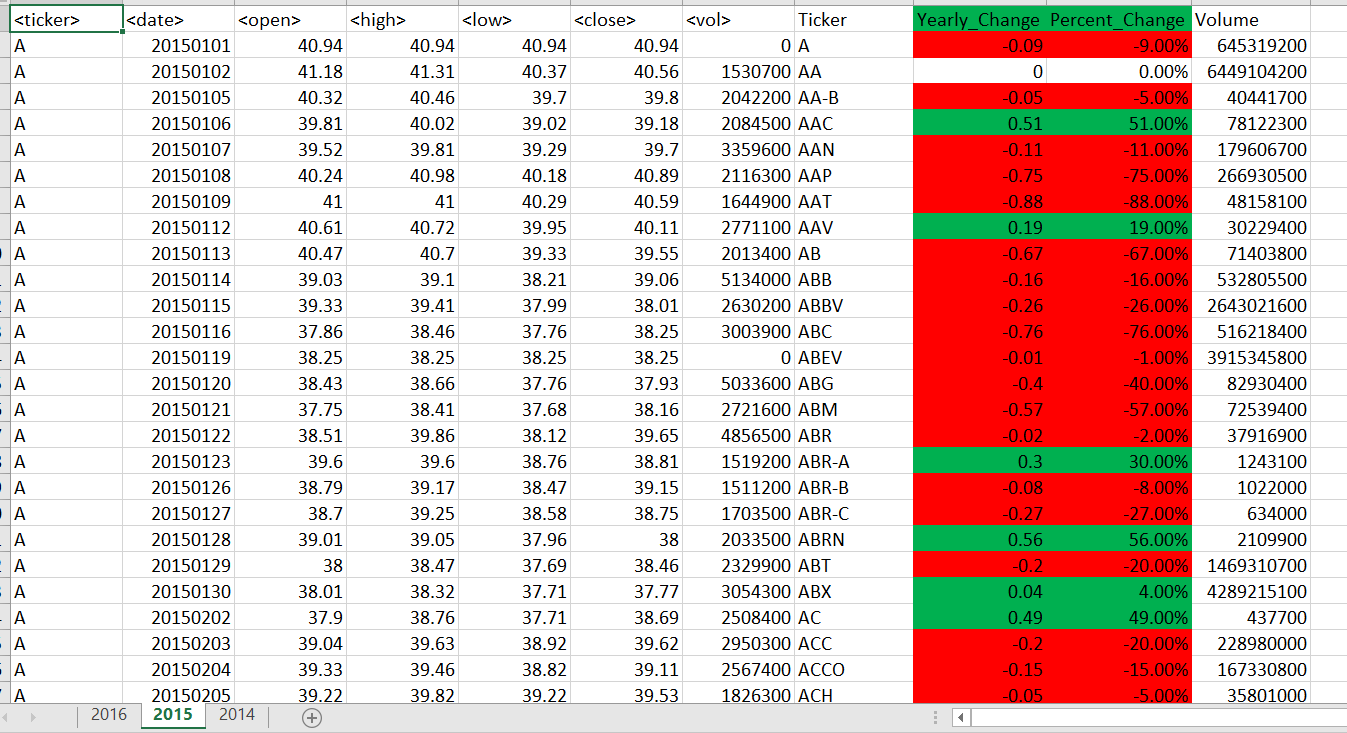 <ticker> <date> <open> <high> <low> <close> <vol> Ticker Yearly_Change Percent_Change Volume
A 20150101 40.94 40.94 40.94 40.94 0 A -0.09 -9.00% 645319200
A 20150102 41.18 41.31 40.37 40.56 1530700 AA 0 0.00% 6449104200
A 20150105 40.32 40.46 39.7 39.8 2042200 AA-B -0.05 -5.00% 40441700
A 20150106 39.81 40.02 39.02 39.18 2084500 AAC 0.51 51.00% 78122300
A 20150107 39.52 39.81 39.29 39.7 3359600 AAN -0.11 -11.00% 179606700
A 20150108 40.24 40.98 40.18 40.89 2116300 AAP -0.75 -75.00% 266930500
A 20150109 41 41 40.29 40.59 1644900 AAT -0.88 -88.00% 48158100
A 20150112 40.61 40.72 39.95 40.11 2771100 AAV 0.19 19.00% 30229400
A 20150113 40.47 40.7 39.33 39.55 2013400 AB -0.67 -67.00% 71403800
A 20150114 39.03 39.1 38.21 39.06 5134000 ABB -0.16 -16.00% 532805500
A 20150115 39.33 39.41 37.99 38.01 2630200 ABBV -0.26 -26.00% 2643021600
A 20150116 37.86 38.46 37.76 38.25 3003900 ABC -0.76 -76.00% 516218400
A 20150119 38.25 38.25 38.25 38.25 0 ABEV -0.01 -1.00% 3915345800
A 20150120 38.43 38.66 37.76 37.93 5033600 ABG -0.4 -40.00% 82930400
A 20150121 37.75 38.41 37.68 38.16 2721600 ABM -0.57 -57.00% 72539400
A 20150122 38.51 39.86 38.12 39.65 4856500 ABR -0.02 -2.00% 37916900
A 20150123 39.6 39.6 38.76 38.81 1519200 ABR-A 0.3 30.00% 1243100
A 20150126 38.79 39.17 38.47 39.15 1511200 ABR-B -0.08 -8.00% 1022000
A 20150127 38.7 39.25 38.58 38.75 1703500 ABR-C -0.27 -27.00% 634000
A 20150128 39.01 39.05 37.96 38 2033500 ABRN 0.56 56.00% 2109900
A 20150129 38 38.47 37.69 38.46 2329900 ABT -0.2 -20.00% 1469310700
A 20150130 38.01 38.32 37.71 37.77 3054300 ABX 0.04 4.00% 4289215100
A 20150202 37.9 38.76 37.71 38.69 2508400 AC 0.49 49.00% 437700
A 20150203 39.04 39.63 38.92 39.62 2950300 ACC -0.2 -20.00% 228980000
A 20150204 39.33 39.46 38.82 39.11 2567400 ACCO -0.15 -15.00% 167330800
A 20150205 39.22 39.82 39.22 39.53 1826300 ACH -0.05 -5.00% 35801000
2016 2015 2014